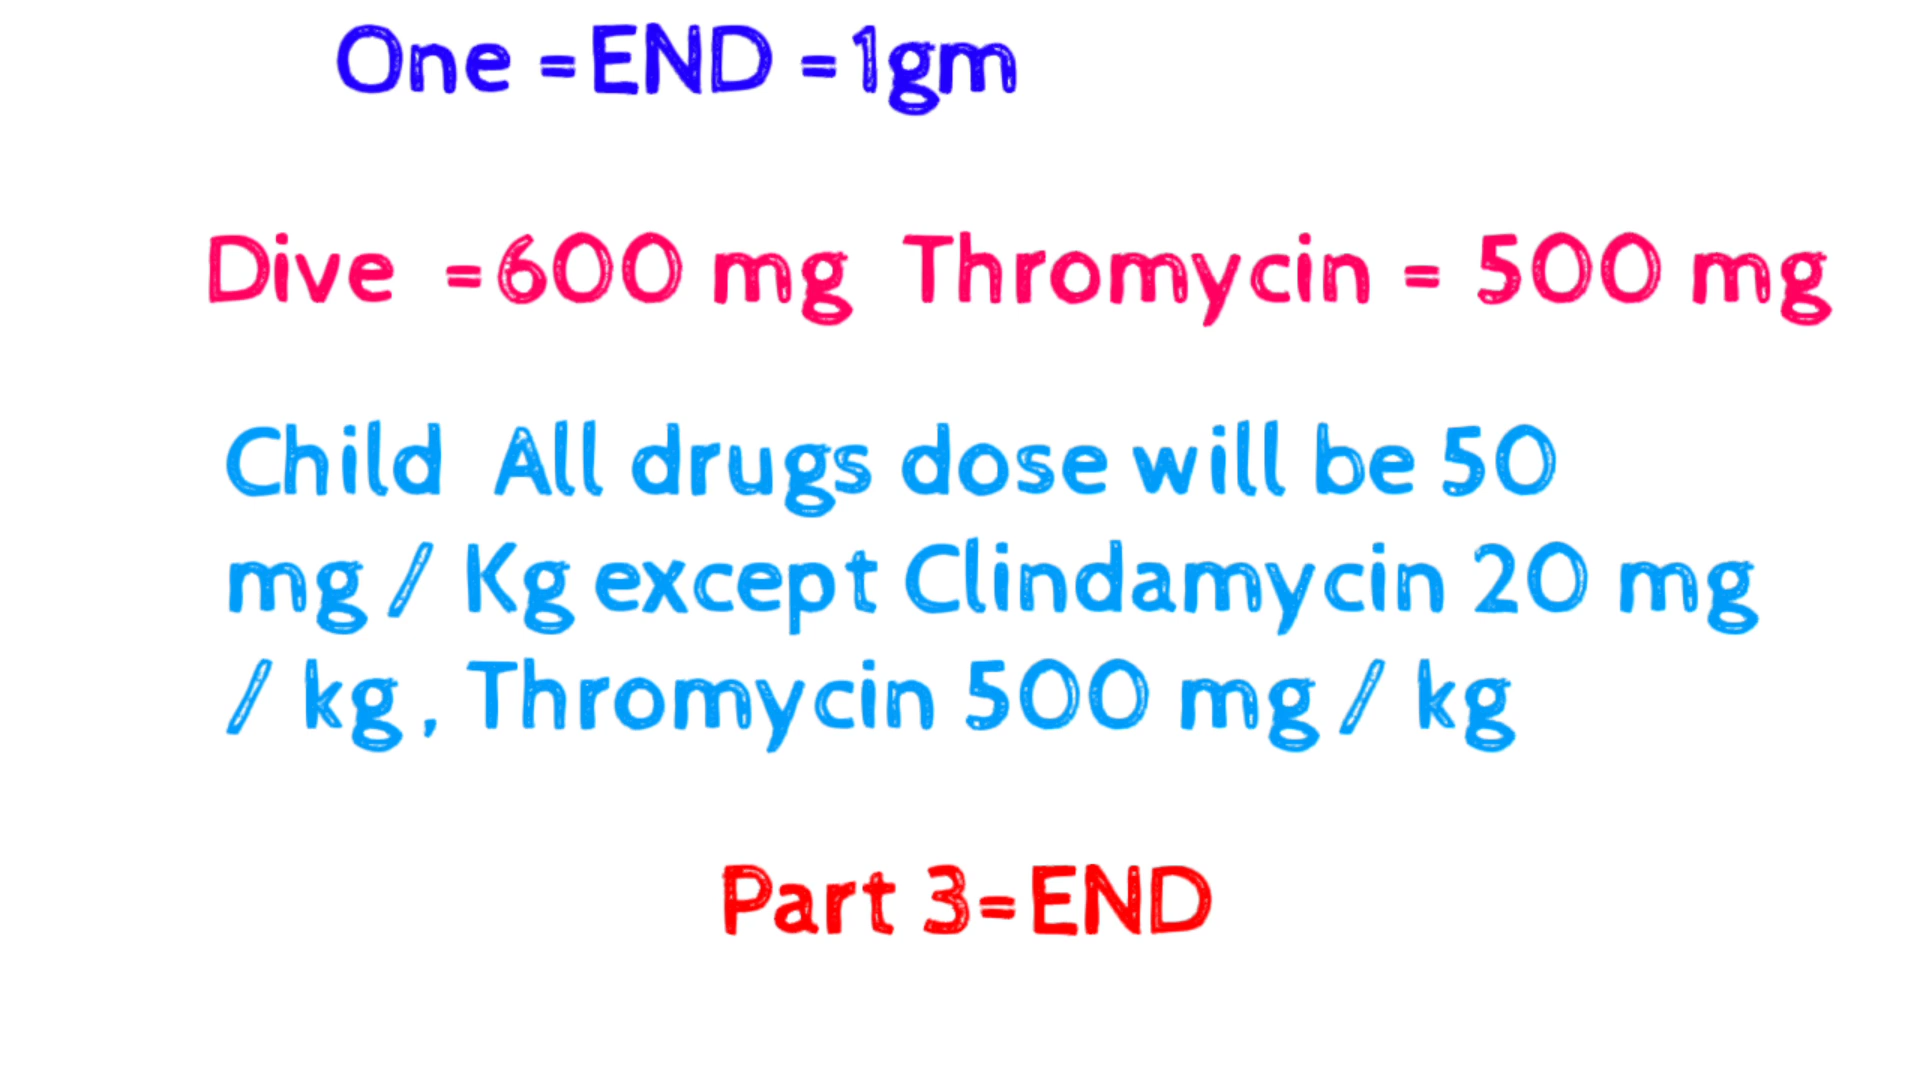 One =END =1gm
Dive =600 mg Thromycin = 500 mg
Child All drugs dose will be 50
mg / Kg except Clindamycin 20 mg
/ kg, Thromycin 500 mg / kg
Part 3=END